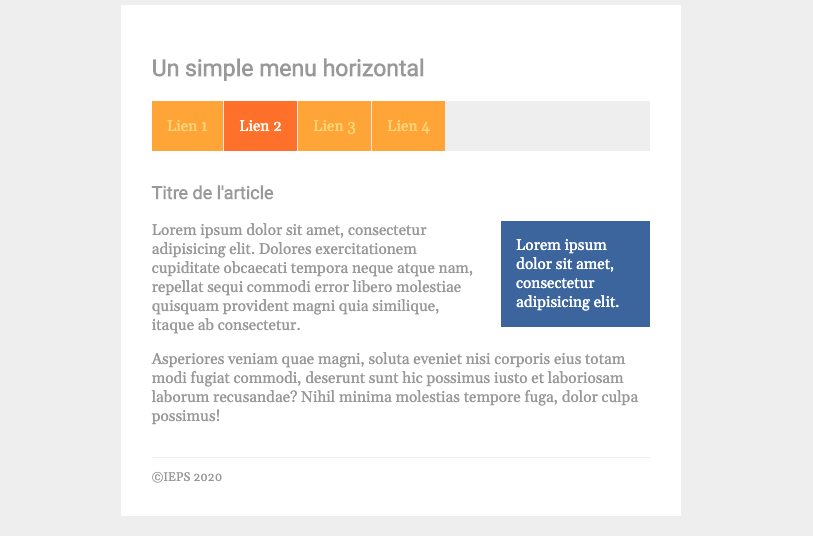 Un simple menu horizontal
Lien 1 Lien 2 Lien 3 Lien 4
Titre de l'article
Lorem ipsum dolor sit amet, consectetur
adipisicing elit. Dolores exercitationem
cupiditate obcaecati tempora neque atque nam,
repellat sequi commodi error libero molestiae
quisquam provident magni quia similique,
itaque ab consectetur.
Lorem ipsum
dolor sit amet,
consectetur
adipisicing elit.
Asperiores veniam quae magni, soluta eveniet nisi corporis eius totam
modi fugiat commodi, deserunt sunt hic possimus iusto et laboriosam
laborum recusandae? Nihil minima molestias tempore fuga, dolor culpa
possimus!
©IEPS 2020